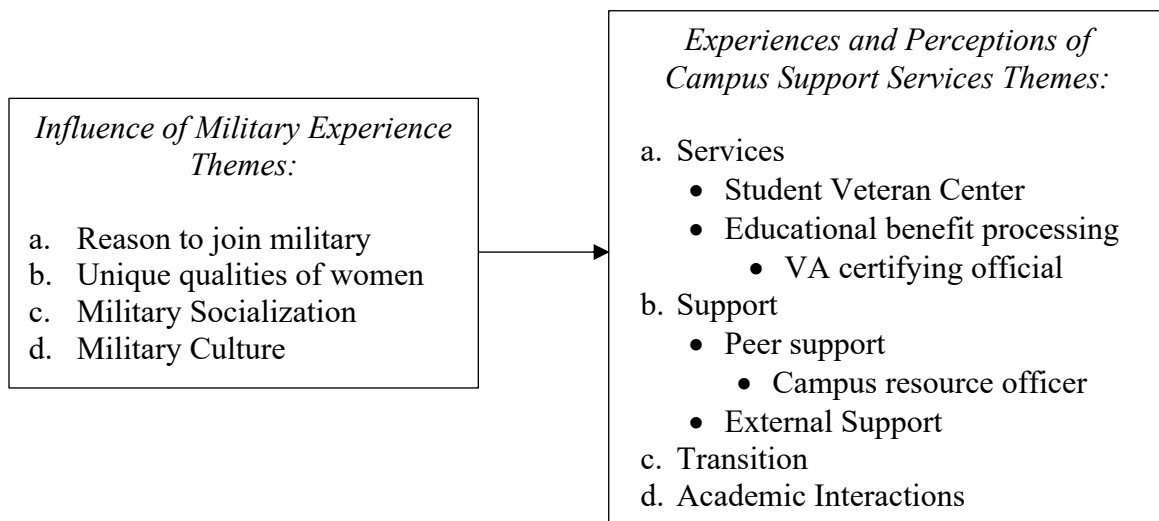 Influence of Military Experience
Themes:
a. Reason to join military
b. Unique qualities of women
c. Military Socialization
d. Military Culture
Experiences and Perceptions of
Campus Support Services Themes:
a. Services
• Student Veteran Center
• Educational benefit processing
• VA certifying official
b. Support
• Peer support
• Campus resource officer
• External Support
c. Transition
d. Academic Interactions